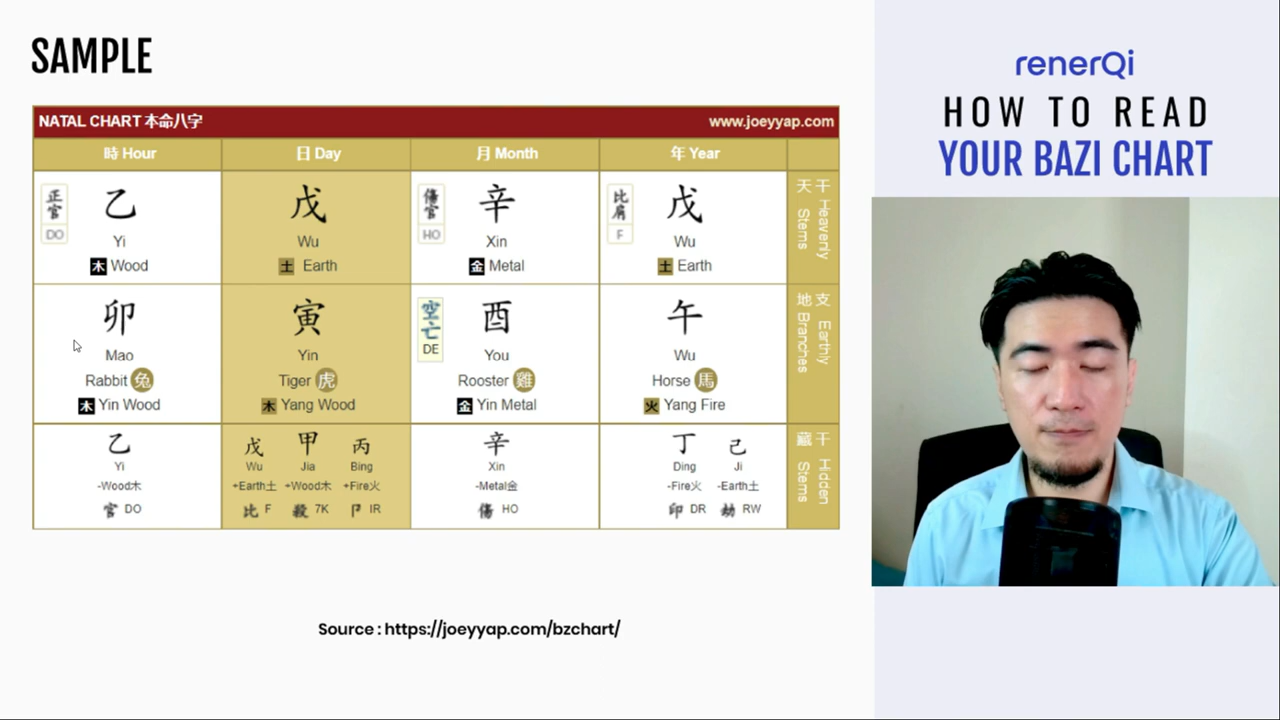 SAMPLE
NATAL CHART 本命八字
www.joeyyap.com
時 Hour
日 Day
月 Month
年 Year
正官
DO
乙
Yi
木 Wood
戊
Wu
土 Earth
傷官
HO
辛
Xin
金 Metal
比肩
F
戊
Wu
土 Earth
天干 Heavenly Stems
卯
Mao
Rabbit 兔
木 Yin Wood
寅
Yin
Tiger 虎
木 Yang Wood
空亡
DE
酉
You
Rooster 雞
金 Yin Metal
午
Wu
Horse 馬
火 Yang Fire
地支 Earthly Branches
乙
Yi
-Wood木
官 DO
戊 甲 丙
Wu Jia Bing
+Earth土 +Wood木 +Fire火
比 F 殺 7K 卩 IR
辛
Xin
-Metal金
傷 HO
丁 己
Ding Ji
-Fire火 -Earth土
印 DR 劫 RW
藏干 Hidden Stems
Source : https://joeyyap.com/bzchart/
renerQi
HOW TO READ
YOUR BAZI CHART